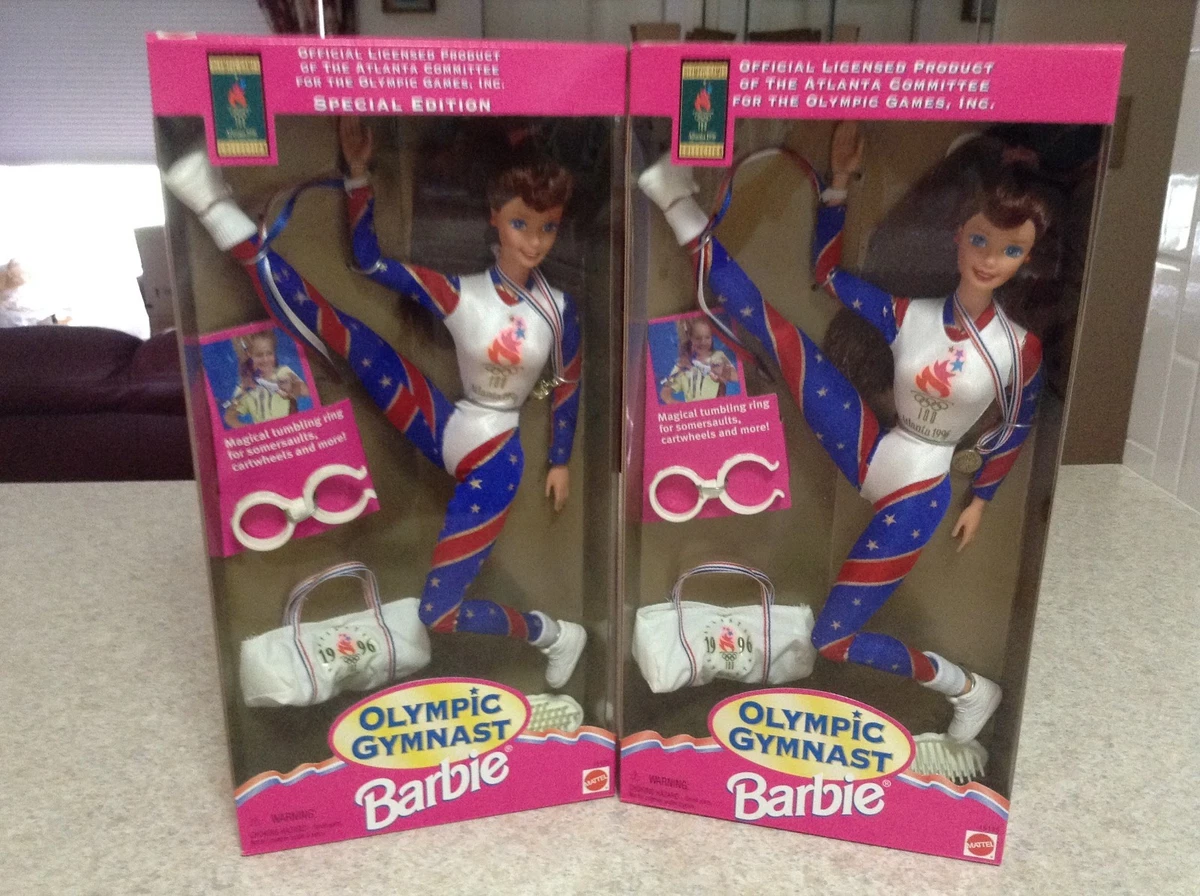 OFFICIAL LICENSED PRODUCT
OF THE ATLANTA COMMITTEE
FOR THE OLYMPIC GAMES, INC.
SPECIAL EDITION
COLLECTION
Magical tumbling ring
for somersaults,
cartwheels and more!
1996
OLYMPIC
GYMNAST
Barbie®
WARNING:
MATTEL
OFFICIAL LICENSED PRODUCT
OF THE ATLANTA COMMITTEE
FOR THE OLYMPIC GAMES, INC.
COLLECTION
Atlanta 1996
Magical tumbling ring
for somersaults,
cartwheels and more!
1996
OLYMPIC
GYMNAST
Barbie®
WARNING:
MATTEL